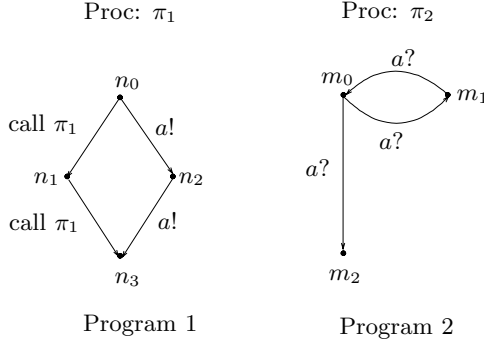 Proc: π₁
Proc: π₂
n₀
call π₁
a!
n₁
n₂
call π₁
a!
n₃
Program 1
a?
m₀
m₁
a?
a?
m₂
Program 2